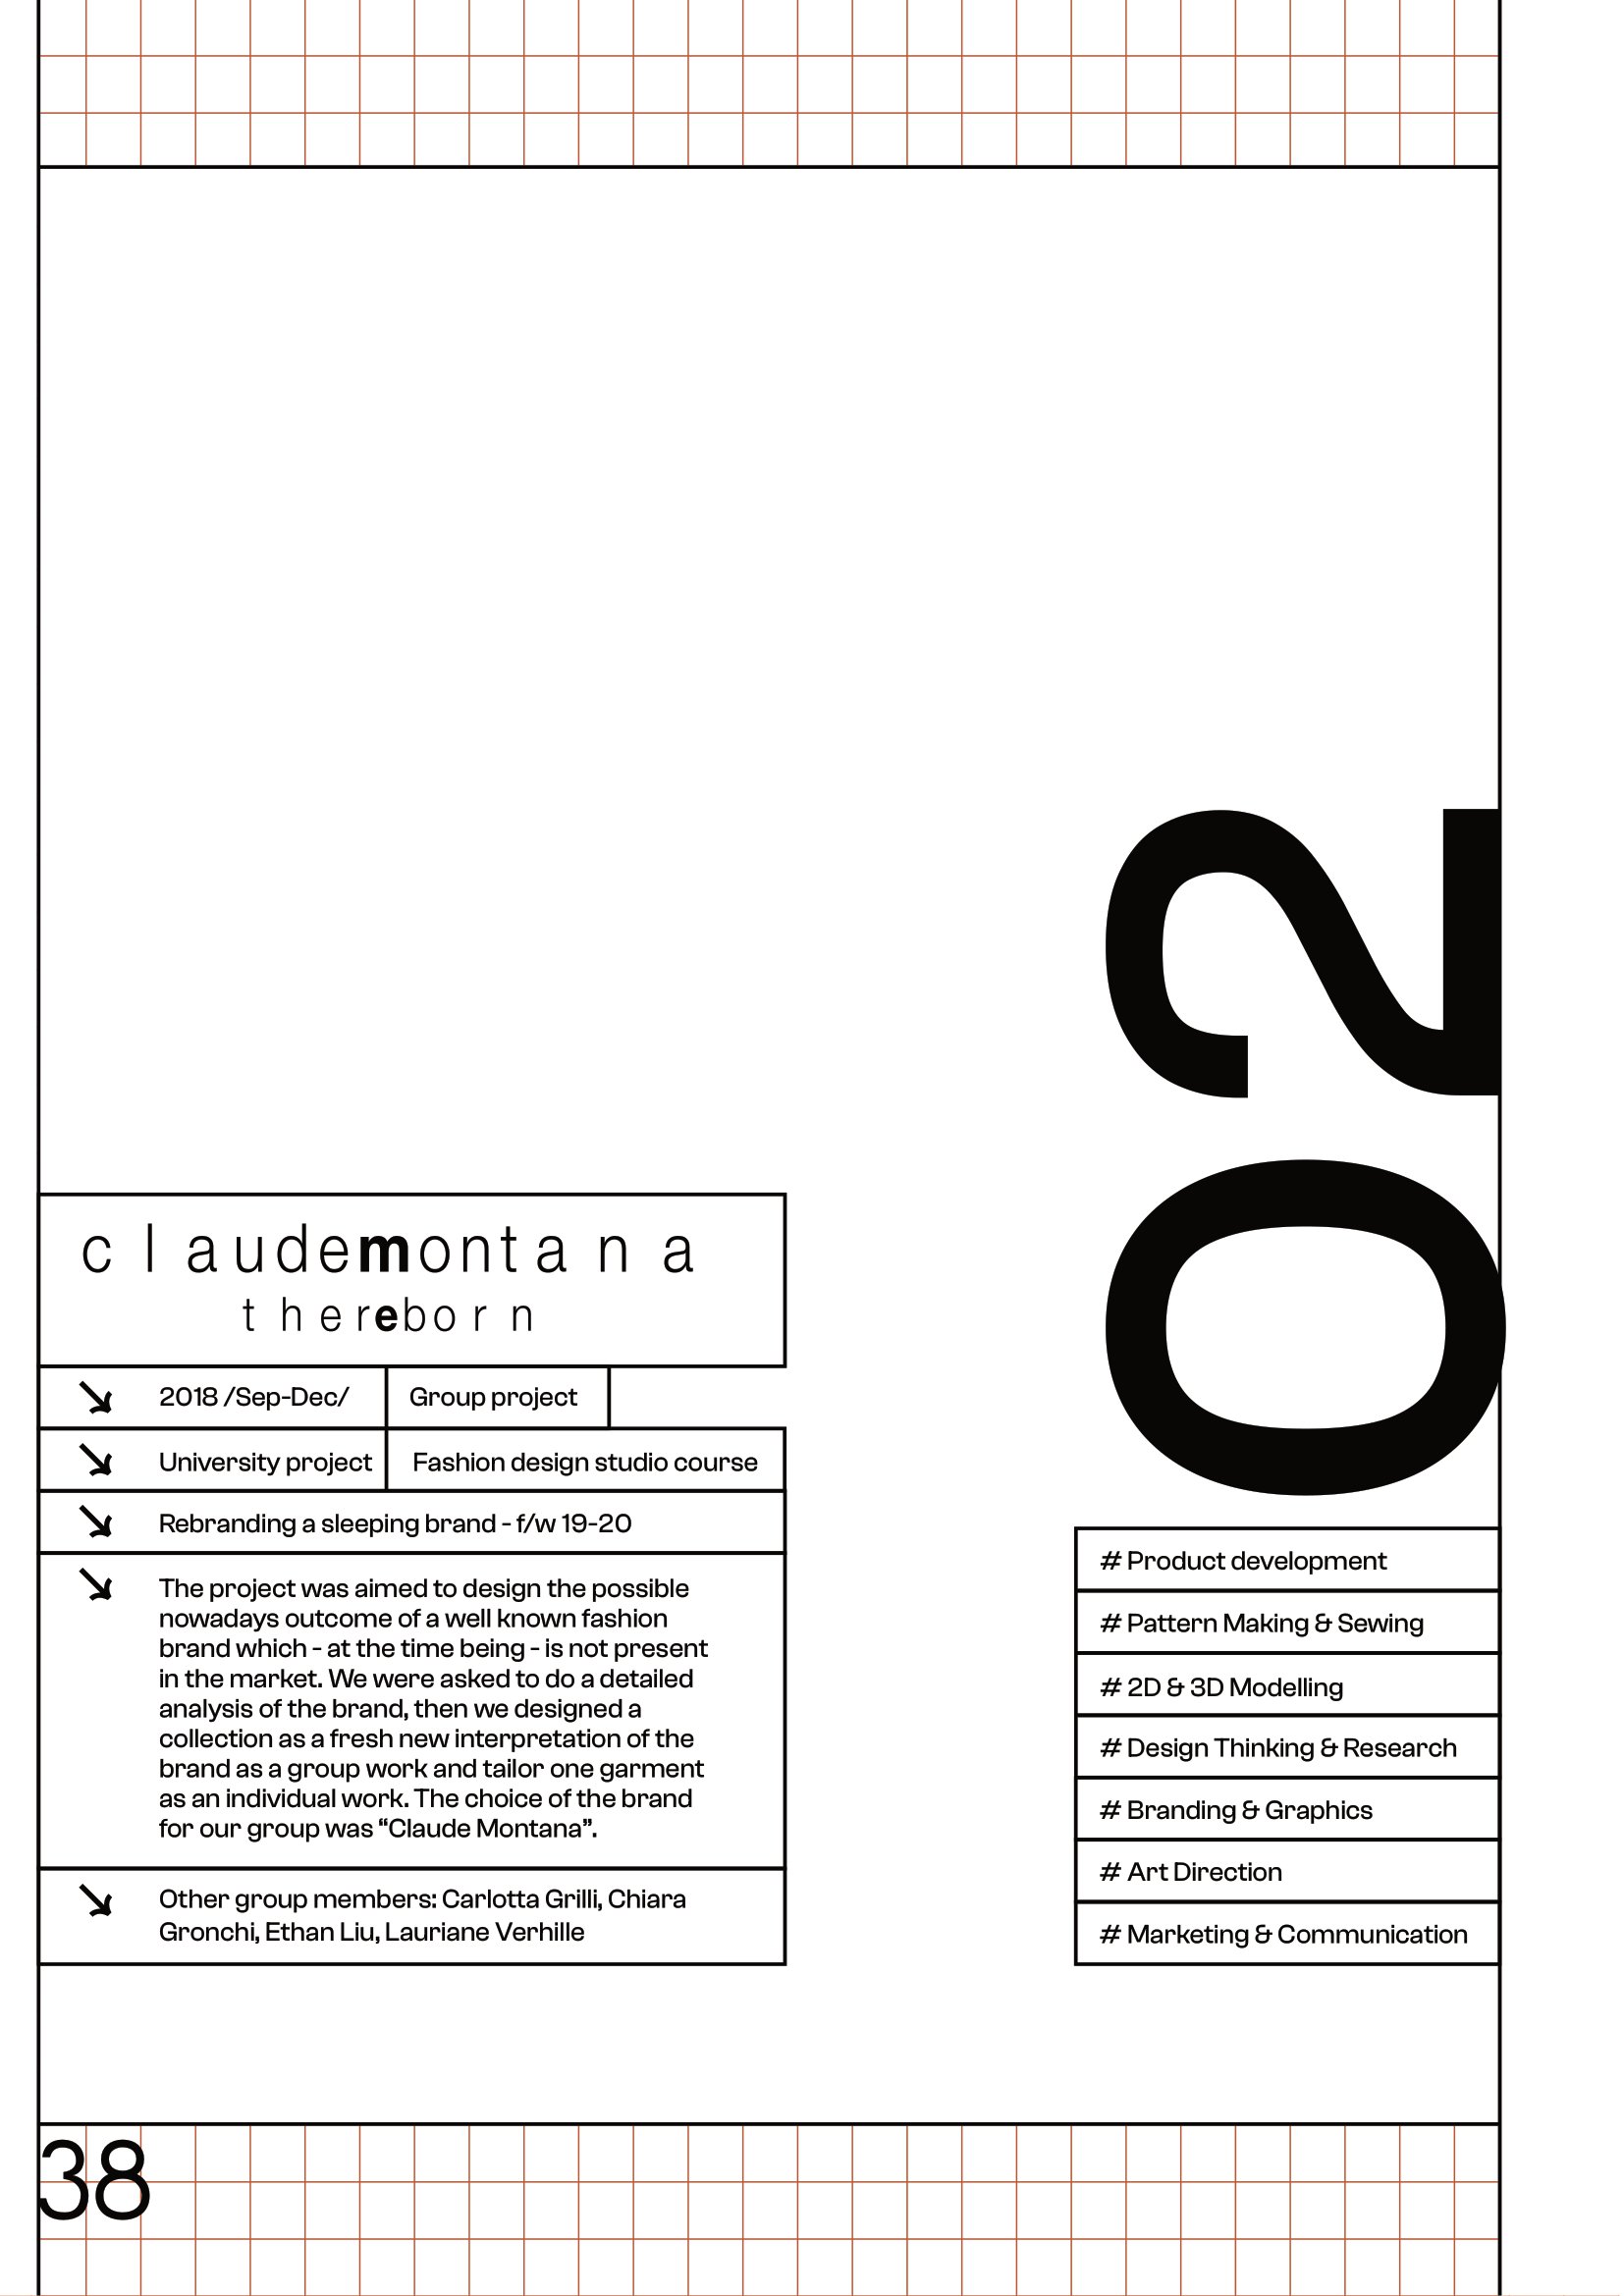 02
claudemontana
thereborn
2018 /Sep-Dec/
Group project
University project
Fashion design studio course
Rebranding a sleeping brand - f/w 19-20
The project was aimed to design the possible
nowadays outcome of a well known fashion
brand which - at the time being - is not present
in the market. We were asked to do a detailed
analysis of the brand, then we designed a
collection as a fresh new interpretation of the
brand as a group work and tailor one garment
as an individual work. The choice of the brand
for our group was “Claude Montana”.
Other group members: Carlotta Grilli, Chiara
Gronchi, Ethan Liu, Lauriane Verhille
# Product development
# Pattern Making & Sewing
# 2D & 3D Modelling
# Design Thinking & Research
# Branding & Graphics
# Art Direction
# Marketing & Communication
38